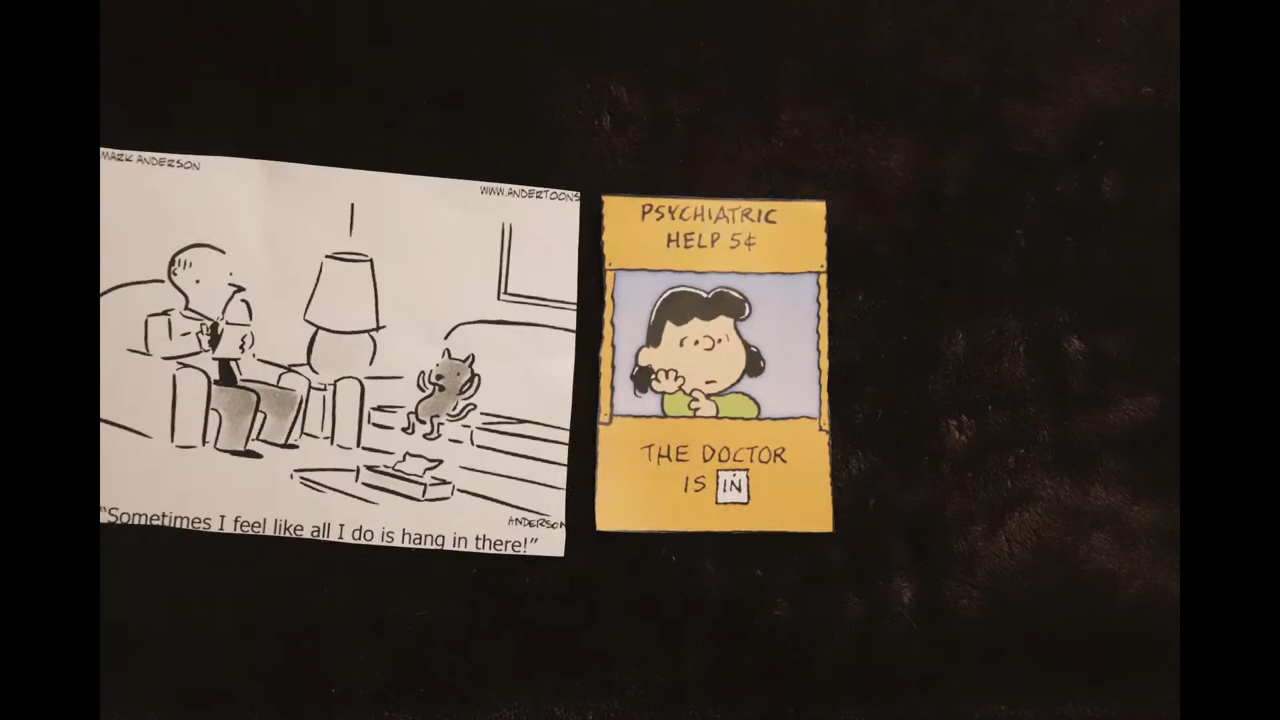 MARK ANDERSON
WWW.ANDERTOONS
"Sometimes I feel like all I do is hang in there!"
ANDERSON
PSYCHIATRIC
HELP 5¢
THE DOCTOR
IS IN